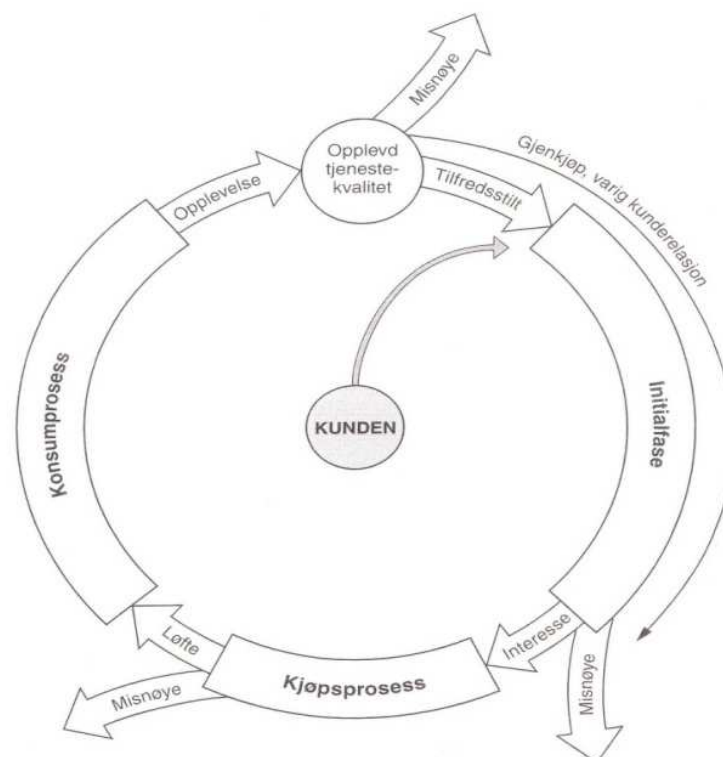 Misnøye
Opplevd
tjeneste-
kvalitet
Opplevelse
Tilfredsstilt
Gjenkjøp, varig kunderelasjon
Konsumprosess
KUNDEN
Initialfase
Løfte
Kjøpsprosess
Interesse
Misnøye
Misnøye